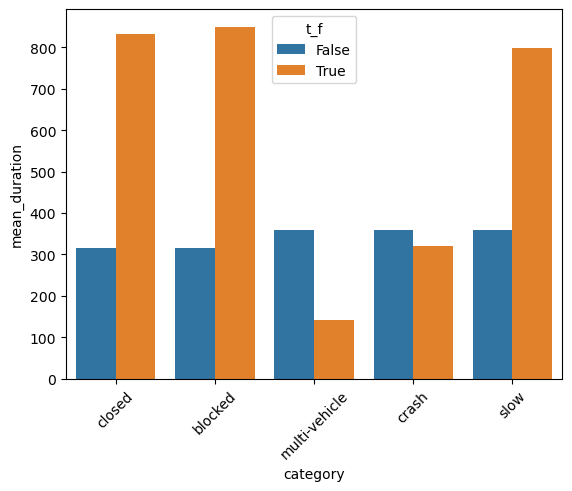 t_f
False
True
mean_duration
800
700
600
500
400
300
200
100
0
closed
blocked
multi-vehicle
crash
slow
category